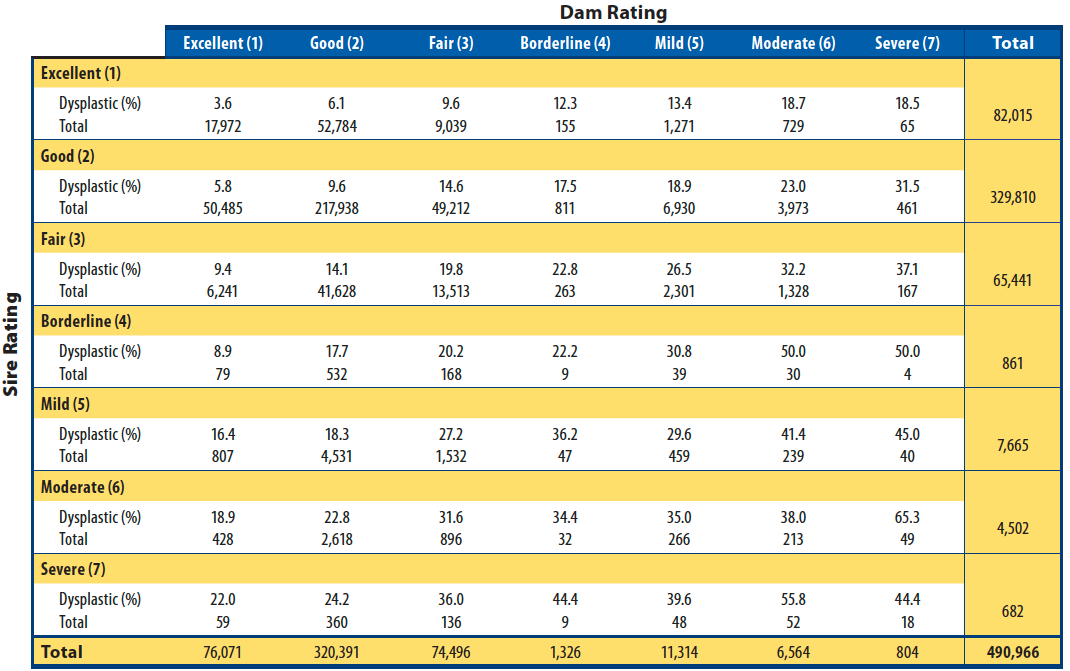 Dam Rating
Excellent (1) Good (2) Fair (3) Borderline (4) Mild (5) Moderate (6) Severe (7) Total
Sire Rating
Excellent (1)
Dysplastic (%) 3.6 6.1 9.6 12.3 13.4 18.7 18.5
Total 17,972 52,784 9,039 155 1,271 729 65
82,015
Good (2)
Dysplastic (%) 5.8 9.6 14.6 17.5 18.9 23.0 31.5
Total 50,485 217,938 49,212 811 6,930 3,973 461
329,810
Fair (3)
Dysplastic (%) 9.4 14.1 19.8 22.8 26.5 32.2 37.1
Total 6,241 41,628 13,513 263 2,301 1,328 167
65,441
Borderline (4)
Dysplastic (%) 8.9 17.7 20.2 22.2 30.8 50.0 50.0
Total 79 532 168 9 39 30 4
861
Mild (5)
Dysplastic (%) 16.4 18.3 27.2 36.2 29.6 41.4 45.0
Total 807 4,531 1,532 47 459 239 40
7,665
Moderate (6)
Dysplastic (%) 18.9 22.8 31.6 34.4 35.0 38.0 65.3
Total 428 2,618 896 32 266 213 49
4,502
Severe (7)
Dysplastic (%) 22.0 24.2 36.0 44.4 39.6 55.8 44.4
Total 59 360 136 9 48 52 18
682
Total 76,071 320,391 74,496 1,326 11,314 6,564 804 490,966